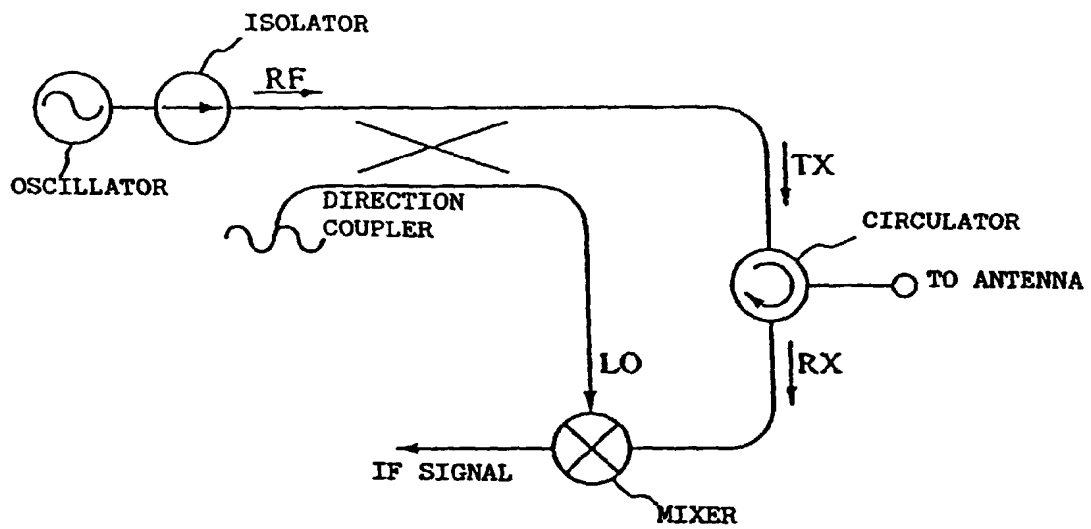 ISOLATOR
RF
OSCILLATOR
DIRECTION
COUPLER
TX
CIRCULATOR
TO ANTENNA
LO
RX
IF SIGNAL
MIXER